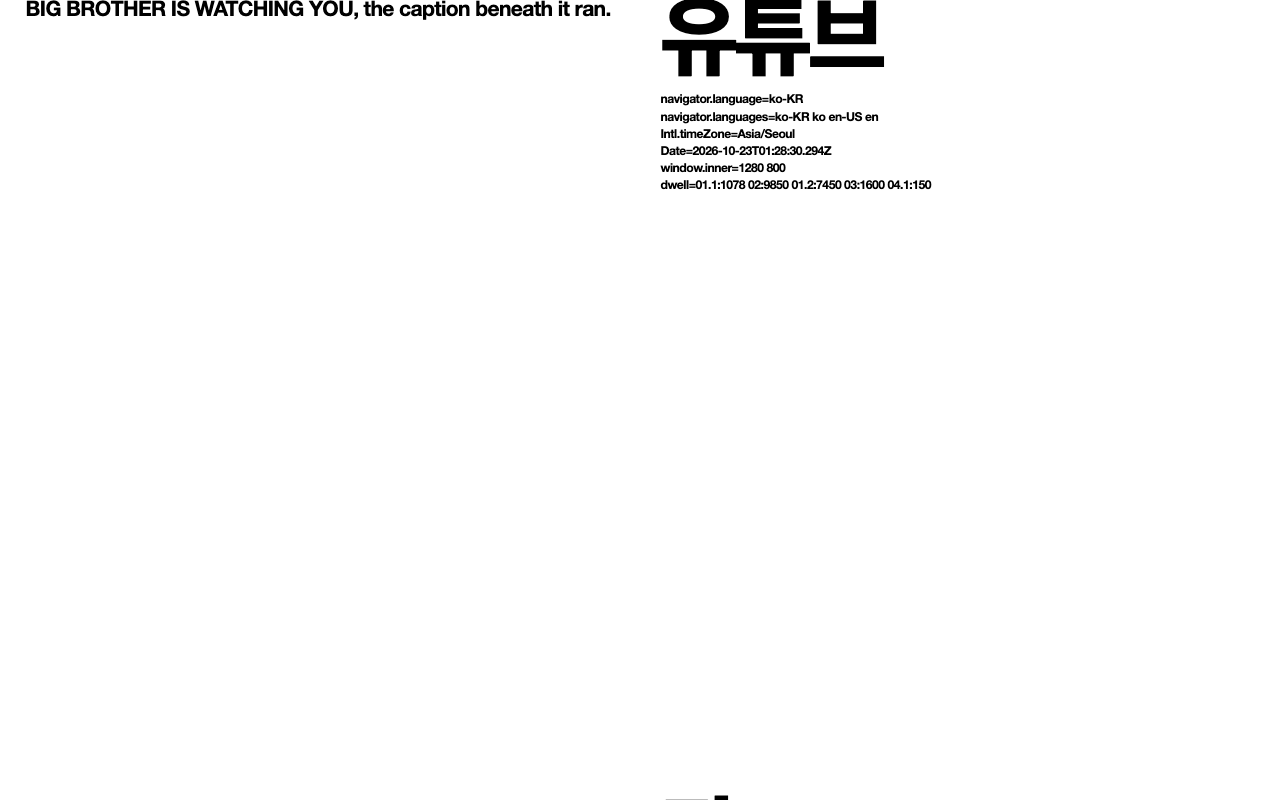 BIG BROTHER IS WATCHING YOU, the caption beneath it ran.
유튜브
navigator.language=ko-KR
navigator.languages=ko-KR ko en-US en
Intl.timeZone=Asia/Seoul
Date=2026-10-23T01:28:30.294Z
window.inner=1280 800
dwell=01.1:1078 02:9850 01.2:7450 03:1600 04.1:150